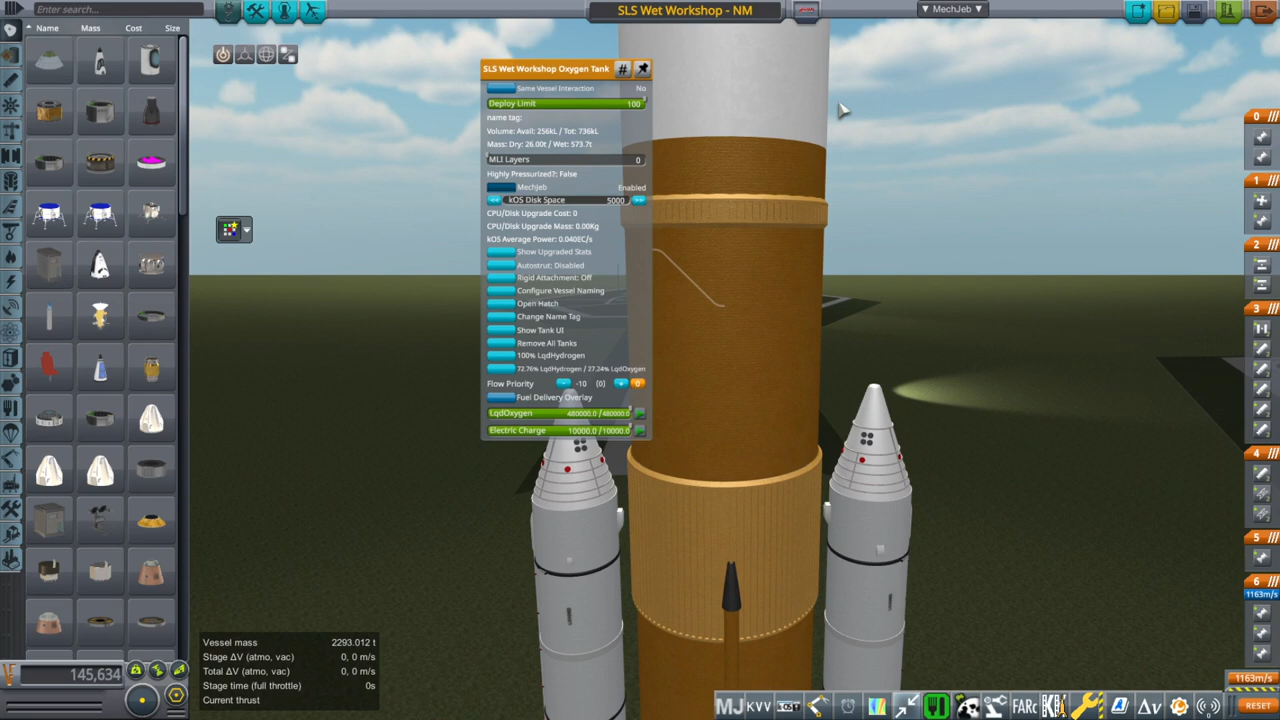 Enter search...
SLS Wet Workshop - NM
▼ MechJeb ▼
Name Mass Cost Size
SLS Wet Workshop Oxygen Tank #
Same Vessel Interaction No
Deploy Limit 100
name tag:
Volume: Avail: 256kL / Tot: 736kL
Mass: Dry: 26.00t / Wet: 573.7t
MLI Layers 0
Highly Pressurized?: False
MechJeb Enabled
<< kOS Disk Space 5000 >>
CPU/Disk Upgrade Cost: 0
CPU/Disk Upgrade Mass: 0.00Kg
kOS Average Power: 0.040EC/s
Show Upgraded Stats
Autostrut: Disabled
Rigid Attachment: Off
Configure Vessel Naming
Open Hatch
Change Name Tag
Show Tank UI
Remove All Tanks
100% LqdHydrogen
72.76% LqdHydrogen / 27.24% LqdOxygen
Flow Priority - -10 (0) + 0
Fuel Delivery Overlay
LqdOxygen 480000.0 / 480000.0
Electric Charge 10000.0 / 10000.0
0
1
2
3
4
5
6
1163m/s
Vessel mass 2293.012 t
Stage ΔV (atmo, vac) 0, 0 m/s
Total ΔV (atmo, vac) 0, 0 m/s
Stage time (full throttle) 0s
Current thrust
145,634
MJ KVV FARc Δv
1163m/s
RESET